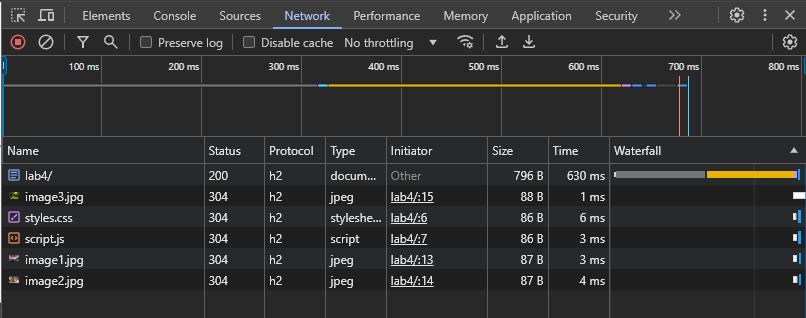 Elements Console Sources Network Performance Memory Application Security
Preserve log Disable cache No throttling
100 ms 200 ms 300 ms 400 ms 500 ms 600 ms 700 ms 800 ms
Name Status Protocol Type Initiator Size Time Waterfall
lab4/ 200 h2 docum... Other 796 B 630 ms
image3.jpg 304 h2 jpeg lab4/:15 88 B 1 ms
styles.css 304 h2 styleshe... lab4/:6 86 B 6 ms
script.js 304 h2 script lab4/:7 86 B 3 ms
image1.jpg 304 h2 jpeg lab4/:13 87 B 3 ms
image2.jpg 304 h2 jpeg lab4/:14 87 B 4 ms